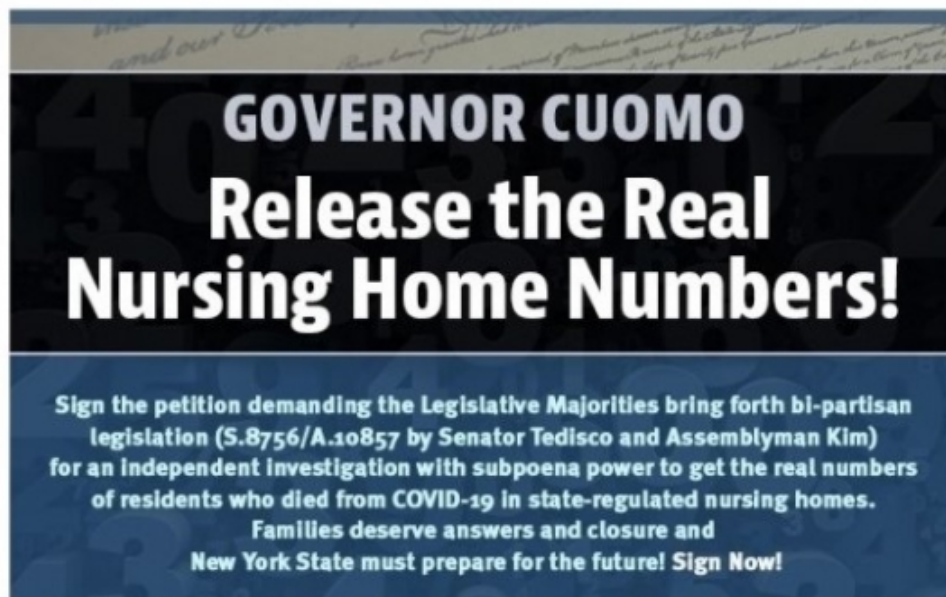 and our
GOVERNOR CUOMO
Release the Real
Nursing Home Numbers!
Sign the petition demanding the Legislative Majorities bring forth bi-partisan
legislation (S.8756/A.10857 by Senator Tedisco and Assemblyman Kim)
for an independent investigation with subpoena power to get the real numbers
of residents who died from COVID-19 in state-regulated nursing homes.
Families deserve answers and closure and
New York State must prepare for the future! Sign Now!